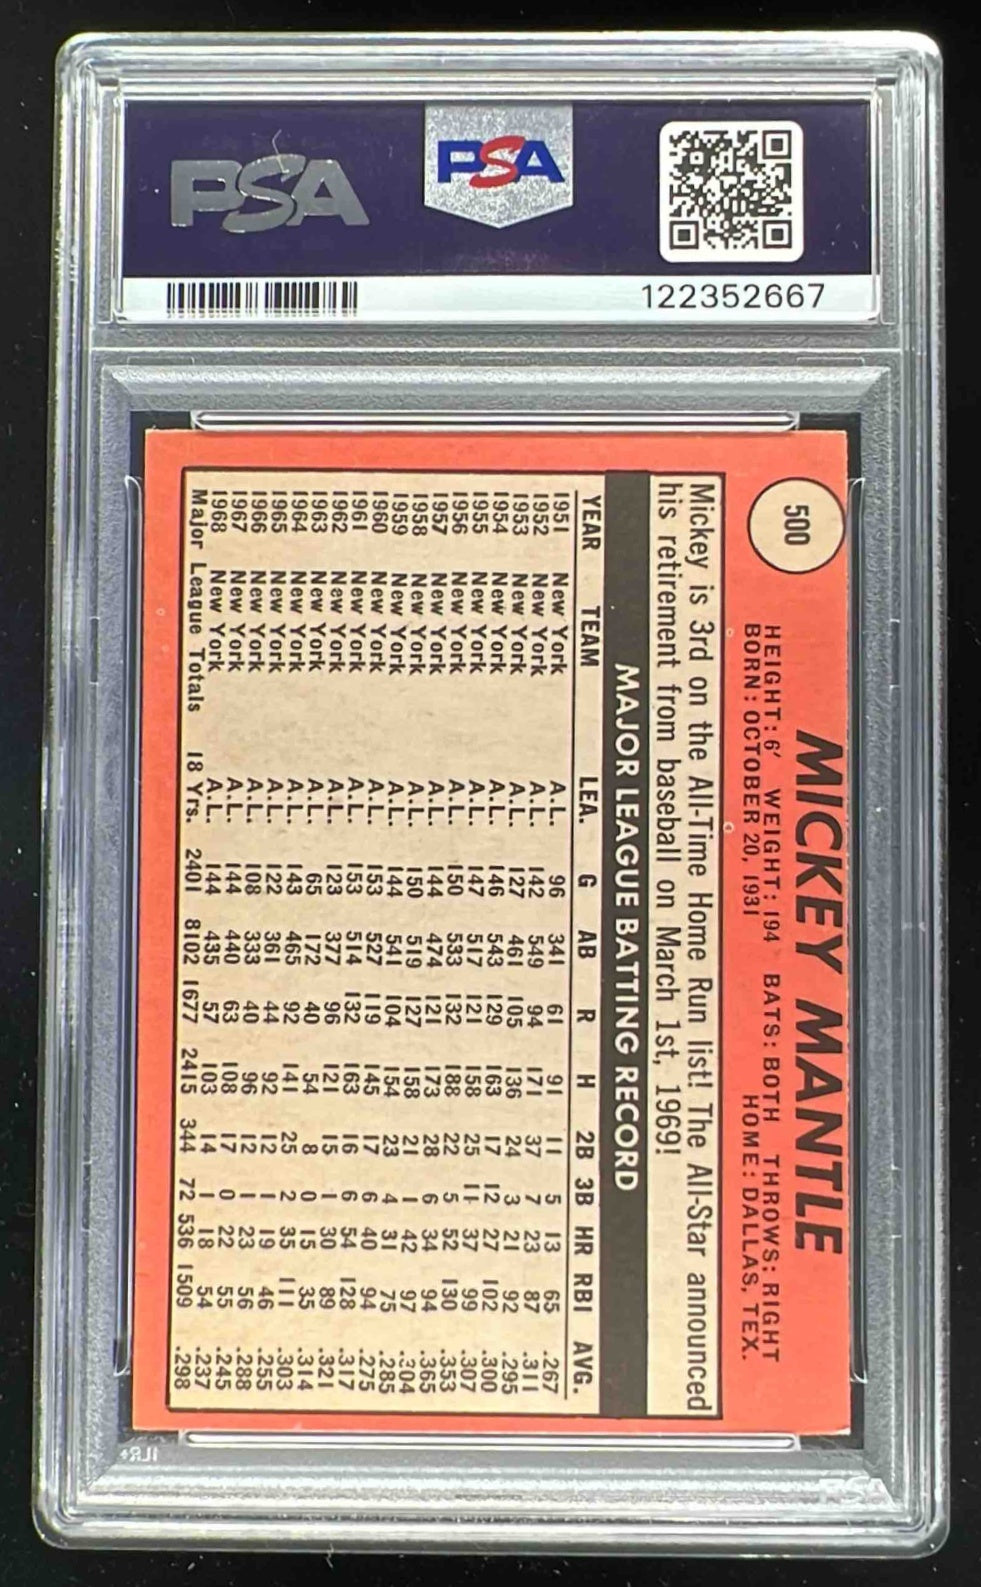 PSA
PSA
122352667
500
MICKEY MANTLE
HEIGHT: 6' WEIGHT: 194 BATS: BOTH THROWS: RIGHT
BORN: OCTOBER 20, 1931 HOME: DALLAS, TEX.
Mickey is 3rd on the All-Time Home Run list! The All-Star announced
his retirement from baseball on March 1st, 1969!
MAJOR LEAGUE BATTING RECORD
YEAR TEAM LEA. G AB R H 2B 3B HR RBI AVG.
1951 New York A.L. 96 341 61 91 11 5 13 65 .267
1952 New York A.L. 142 549 94 171 37 7 23 87 .311
1953 New York A.L. 127 461 105 136 24 3 21 92 .295
1954 New York A.L. 146 543 129 163 17 12 27 102 .300
1955 New York A.L. 147 517 121 158 25 11 37 99 .307
1956 New York A.L. 150 533 132 188 22 5 52 130 .353
1957 New York A.L. 144 474 121 173 28 6 34 94 .365
1958 New York A.L. 150 519 127 158 21 1 42 97 .304
1959 New York A.L. 144 541 104 154 23 4 31 75 .285
1960 New York A.L. 153 527 119 145 17 6 40 94 .275
1961 New York A.L. 153 514 132 163 16 6 54 128 .317
1962 New York A.L. 123 377 96 121 15 1 30 89 .321
1963 New York A.L. 65 172 40 54 8 0 15 35 .314
1964 New York A.L. 143 465 92 141 25 2 35 111 .303
1965 New York A.L. 122 361 44 92 12 1 19 46 .255
1966 New York A.L. 108 333 40 96 12 1 23 56 .288
1967 New York A.L. 144 440 63 108 17 0 22 55 .245
1968 New York A.L. 144 435 57 103 14 1 18 54 .237
Major League Totals 18 Yrs. 2401 8102 1677 2415 344 72 536 1509 .298